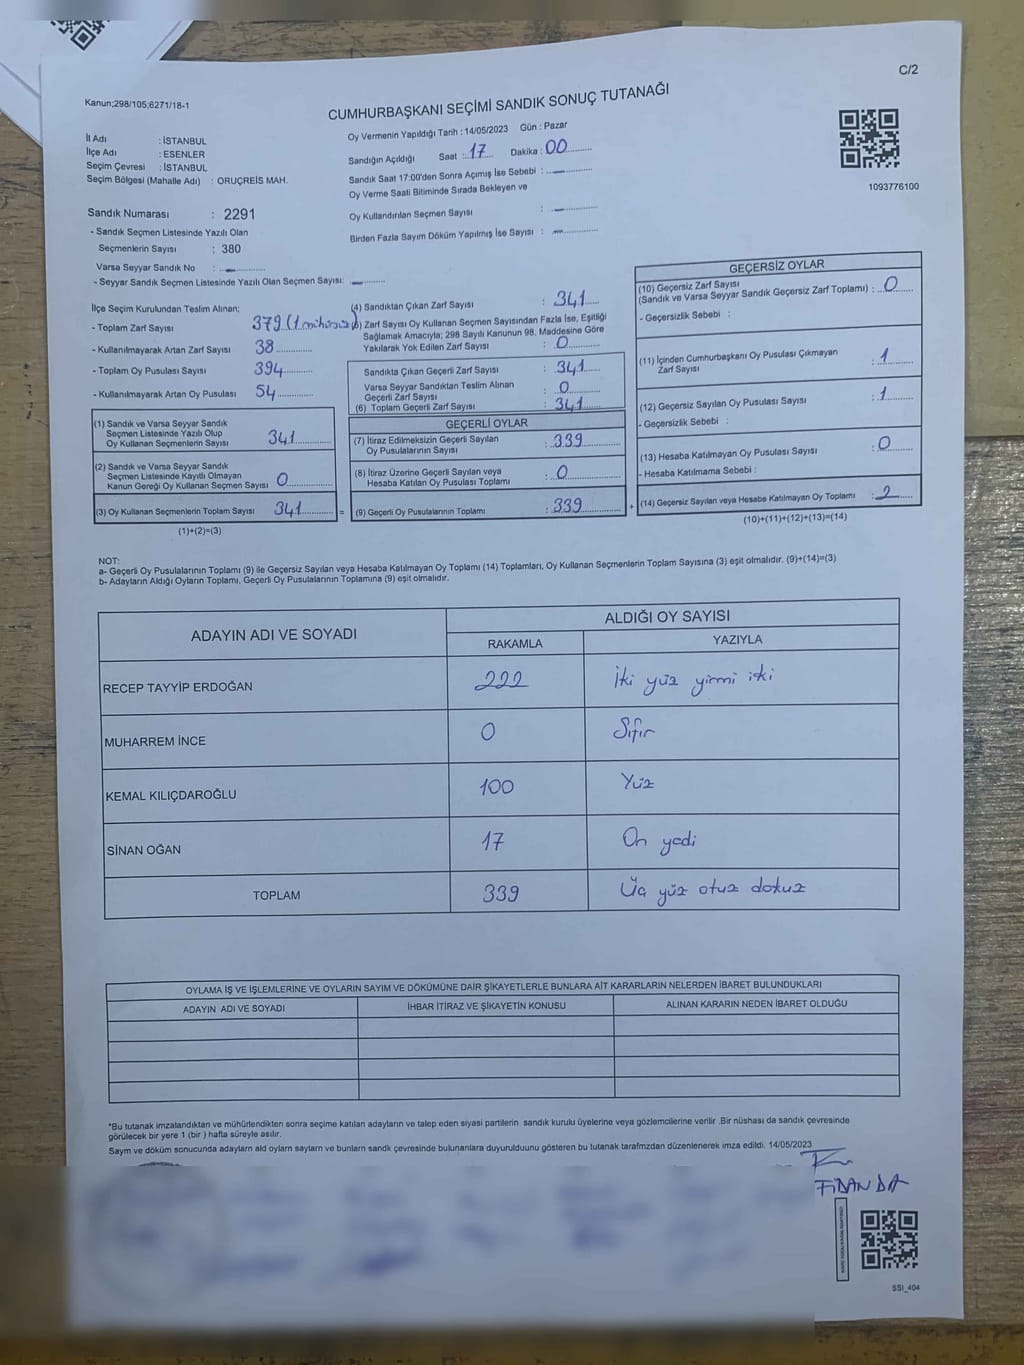 C/2
Kanun;298/105;6271/18-1
CUMHURBAŞKANI SEÇİMİ SANDIK SONUÇ TUTANAĞI
İl Adı : İSTANBUL
İlçe Adı : ESENLER
Seçim Çevresi : İSTANBUL
Seçim Bölgesi (Mahalle Adı) : ORUÇREİS MAH.
Sandık Numarası : 2291
- Sandık Seçmen Listesinde Yazılı Olan
Seçmenlerin Sayısı : 380
Varsa Seyyar Sandık No : -
- Seyyar Sandık Seçmen Listesinde Yazılı Olan Seçmen Sayısı: -
Oy Vermenin Yapıldığı Tarih : 14/05/2023 Gün : Pazar
Sandığın Açıldığı Saat : 17 Dakika : 00
Sandık Saat 17:00'den Sonra Açımış İse Sebebi : -
Oy Verme Saati Bitiminde Sırada Bekleyen ve
Oy Kullandırılan Seçmen Sayısı : -
Birden Fazla Sayım Döküm Yapılmış İse Sayısı : -
1093776100
İlçe Seçim Kurulundan Teslim Alınan;
- Toplam Zarf Sayısı 379 (1 mühürsüz)
- Kullanılmayarak Artan Zarf Sayısı 38
- Toplam Oy Pusulası Sayısı 394
- Kullanılmayarak Artan Oy Pusulası 54
(1) Sandık ve Varsa Seyyar Sandık
Seçmen Listesinde Yazılı Olup
Oy Kullanan Seçmenlerin Sayısı 341
(2) Sandık ve Varsa Seyyar Sandık
Seçmen Listesinde Kayıtlı Olmayan
Kanun Gereği Oy Kullanan Seçmen Sayısı 0
(3) Oy Kullanan Seçmenlerin Toplam Sayısı 341 =
(1)+(2)=(3)
(4) Sandıktan Çıkan Zarf Sayısı : 341
) Zarf Sayısı Oy Kullanan Seçmen Sayısından Fazla İse, Eşitliği
Sağlamak Amacıyla; 298 Sayılı Kanunun 98. Maddesine Göre
Yakılarak Yok Edilen Zarf Sayısı : 0
Sandıkta Çıkan Geçerli Zarf Sayısı : 341
Varsa Seyyar Sandıktan Teslim Alınan
Geçerli Zarf Sayısı : 0
(6) Toplam Geçerli Zarf Sayısı : 341
GEÇERLİ OYLAR
(7) İtiraz Edilmeksizin Geçerli Sayılan
Oy Pusulalarının Sayısı : 339
(8) İtiraz Üzerine Geçerli Sayılan veya
Hesaba Katılan Oy Pusulası Toplamı : 0
(9) Geçerli Oy Pusulalarının Toplamı : 339 +
GEÇERSİZ OYLAR
(10) Geçersiz Zarf Sayısı
(Sandık ve Varsa Seyyar Sandık Geçersiz Zarf Toplamı) : 0
- Geçersizlik Sebebi :
(11) İçinden Cumhurbaşkanı Oy Pusulası Çıkmayan
Zarf Sayısı : 1
(12) Geçersiz Sayılan Oy Pusulası Sayısı : 1
- Geçersizlik Sebebi :
(13) Hesaba Katılmayan Oy Pusulası Sayısı : 0
- Hesaba Katılmama Sebebi :
(14) Geçersiz Sayılan veya Hesaba Katılmayan Oy Toplamı : 2
(10)+(11)+(12)+(13)=(14)
NOT:
a- Geçerli Oy Pusulalarının Toplamı (9) ile Geçersiz Sayılan veya Hesaba Katılmayan Oy Toplamı (14) Toplamları, Oy Kullanan Seçmenlerin Toplam Sayısına (3) eşit olmalıdır. (9)+(14)=(3)
b- Adayların Aldığı Oyların Toplamı, Geçerli Oy Pusulalarının Toplamına (9) eşit olmalıdır.
ADAYIN ADI VE SOYADI
ALDIĞI OY SAYISI
RAKAMLA YAZIYLA
RECEP TAYYİP ERDOĞAN 222 İki yüz yirmi iki
MUHARREM İNCE 0 Sıfır
KEMAL KILIÇDAROĞLU 100 Yüz
SİNAN OĞAN 17 On yedi
TOPLAM 339 Üç yüz otuz dokuz
OYLAMA İŞ VE İŞLEMLERİNE VE OYLARIN SAYIM VE DÖKÜMÜNE DAİR ŞİKAYETLERLE BUNLARA AİT KARARLARIN NELERDEN İBARET BULUNDUKLARI
ADAYIN ADI VE SOYADI İHBAR İTİRAZ VE ŞİKAYETİN KONUSU ALINAN KARARIN NEDEN İBARET OLDUĞU
*Bu tutanak imzalandıktan ve mühürlendikten sonra seçime katılan adayların ve talep eden siyasi partilerin sandık kurulu üyelerine veya gözlemcilerine verilir .Bir nüshası da sandık çevresinde
görülecek bir yere 1 (bir ) hafta süreyle asılır.
Sayım ve döküm sonucunda adayların ald oyların sayların ve bunların sandk çevresinde bulunanlara duyurulduunu gösteren bu tutanak tarafmzdan düzenlenerek imza edildi. 14/05/2023
FİDAN DA
SSİ_404